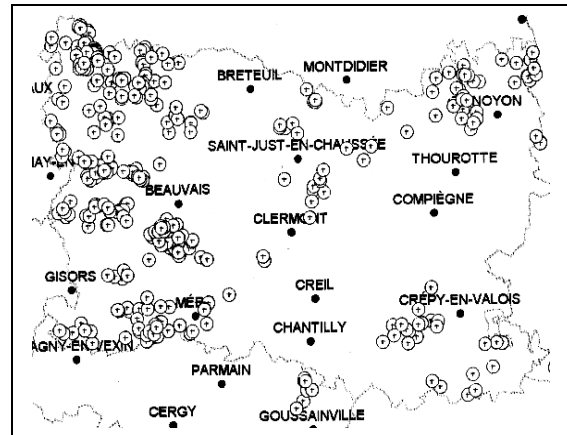 MONTDIDIER
BRETEUIL
AUX
NOYON
SAINT-JUST-EN-CHAUSSÉE
THOUROTTE
BEAUVAIS
COMPIÈGNE
CLERMONT
GISORS
CREIL
CRÉPY-EN-VALOIS
CHANTILLY
PARMAIN
CERGY
GOUSSAINVILLE